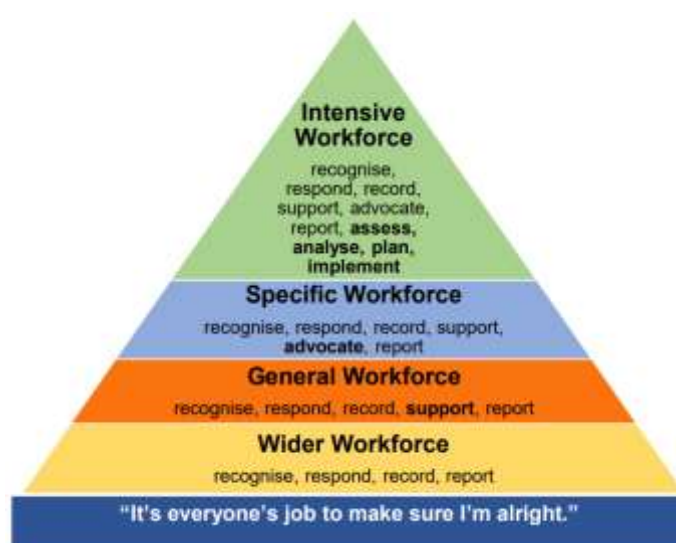 Intensive
Workforce
recognise,
respond, record,
support, advocate,
report, assess,
analyse, plan,
implement
Specific Workforce
recognise, respond, record, support,
advocate, report
General Workforce
recognise, respond, record, support, report
Wider Workforce
recognise, respond, record, report
“It’s everyone’s job to make sure I’m alright.”